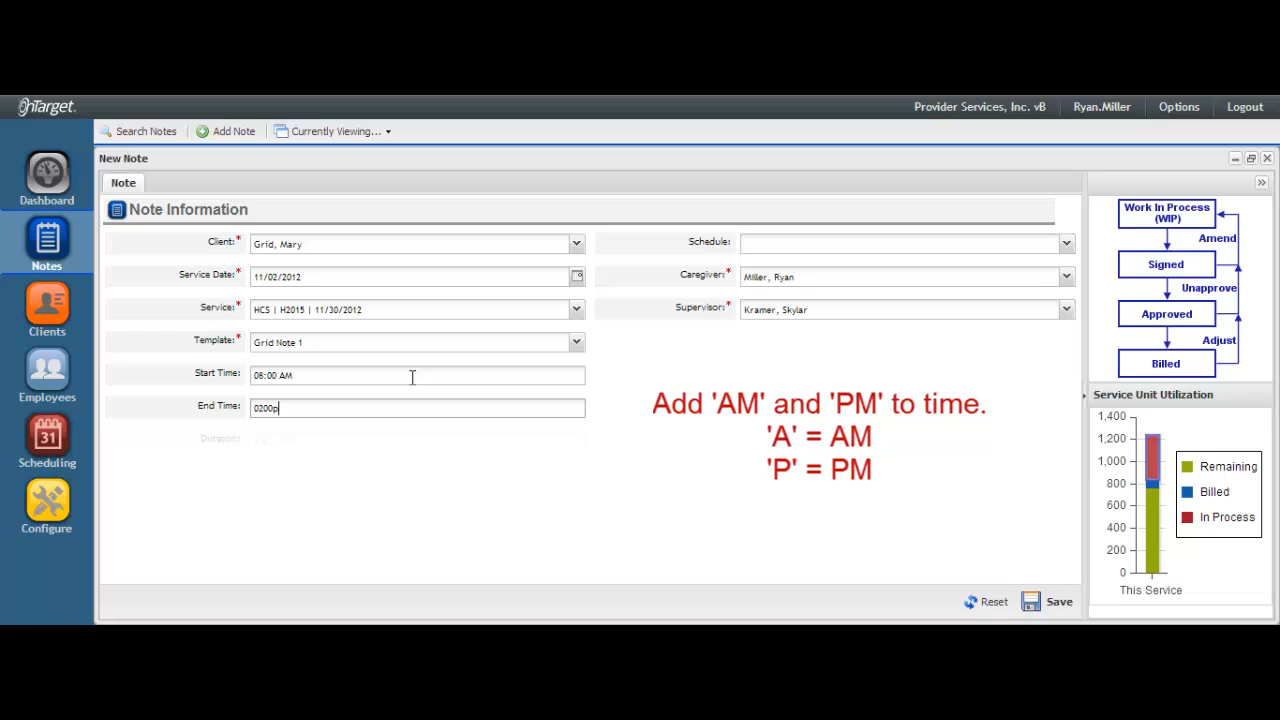 ŏnTarget.
Provider Services, Inc. vB
Ryan.Miller
Options
Logout
Search Notes
Add Note
Currently Viewing...
New Note
Note
Note Information
Client:*
Grid, Mary
Schedule:
Service Date:*
11/02/2012
Caregiver:*
Miller, Ryan
Service:*
HCS | H2015 | 11/30/2012
Supervisor:*
Kramer, Skylar
Template:*
Grid Note 1
Start Time:
08:00 AM
End Time:
0200p
Duration:
Add 'AM' and 'PM' to time.
'A' = AM
'P' = PM
Reset
Save
Dashboard
Notes
Clients
Employees
31
Scheduling
Configure
Work In Process
(WIP)
Amend
Signed
Unapprove
Approved
Adjust
Billed
Service Unit Utilization
1,400
1,200
1,000
800
600
400
200
0
This Service
Remaining
Billed
In Process